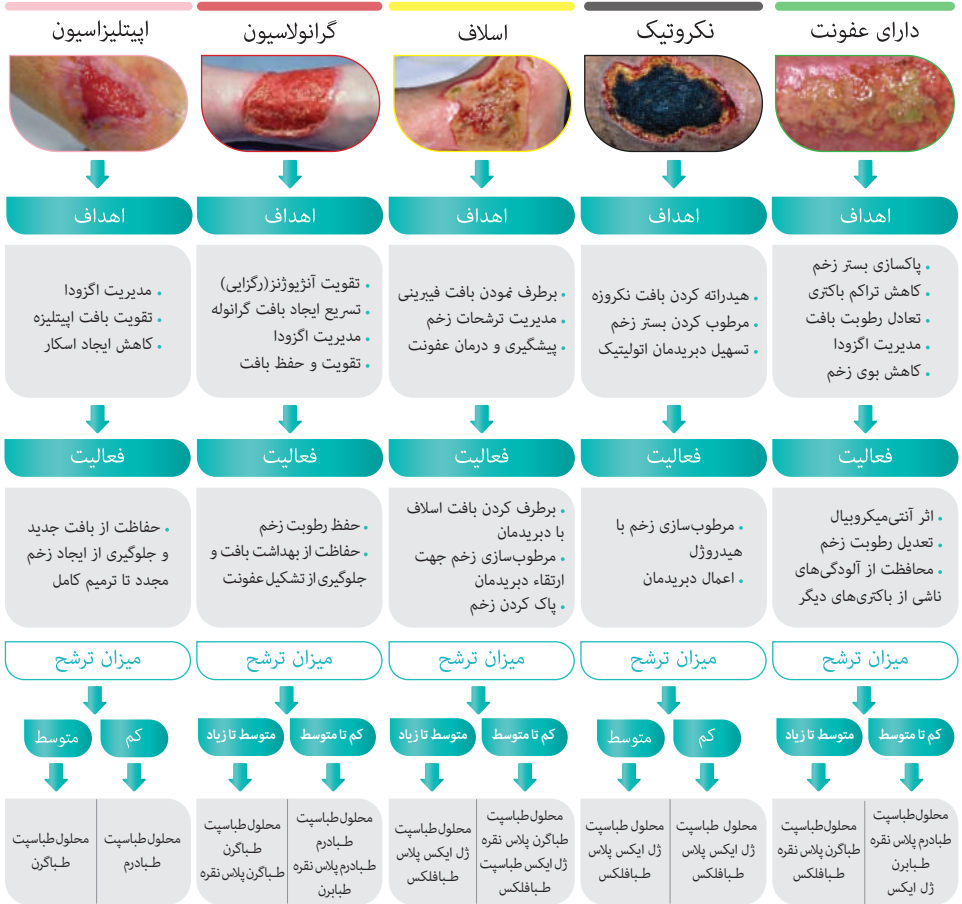 دارای عفونت
نکروتیک
اسلاف
گرانولاسیون
اپیتلیزاسیون
اهداف
اهداف
اهداف
اهداف
اهداف
• پاکسازی بستر زخم
• کاهش تراکم باکتری
• تعادل رطوبت بافت
• مدیریت اگزودا
• کاهش بوی زخم
• هیدراته کردن بافت نکروزه
• مرطوب کردن بستر زخم
• تسهیل دبریدمان اتولیتیک
• برطرف نمودن بافت فیبرینی
• مدیریت ترشحات زخم
• پیشگیری و درمان عفونت
• تقویت آنژیوژنز(رگزایی)
• تسریع ایجاد بافت گرانوله
• مدیریت اگزودا
• تقویت و حفظ بافت
• مدیریت اگزودا
• تقویت بافت اپیتلیزه
• کاهش ایجاد اسکار
فعالیت
فعالیت
فعالیت
فعالیت
فعالیت
• اثر آنتی‌میکروبیال
• تعدیل رطوبت زخم
• محافظت از آلودگی‌های
ناشی از باکتری‌های دیگر
• مرطوب‌سازی زخم با
هیدروژل
• اعمال دبریدمان
• برطرف کردن بافت اسلاف
با دبریدمان
• مرطوب‌سازی زخم جهت
ارتقاء دبریدمان
• پاک کردن زخم
• حفظ رطوبت زخم
• حفاظت از بهداشت بافت و
جلوگیری از تشکیل عفونت
• حفاظت از بافت جدید
و جلوگیری از ایجاد زخم
مجدد تا ترمیم کامل
میزان ترشح
میزان ترشح
میزان ترشح
میزان ترشح
میزان ترشح
کم تا متوسط
متوسط تا زیاد
کم
متوسط
کم تا متوسط
متوسط تا زیاد
کم تا متوسط
متوسط تا زیاد
کم
متوسط
محلول طباسپت
طبادرم پلاس نقره
طبابرن
ژل ایکس
محلول طباسپت
طباگرن پلاس نقره
طبافلکس
محلول طباسپت
ژل ایکس پلاس
طبافلکس
محلول طباسپت
ژل ایکس پلاس
طبافلکس
محلول طباسپت
طباگرن پلاس نقره
ژل ایکس طباسپت
طبافلکس
محلول طباسپت
ژل ایکس پلاس
طبافلکس
محلول طباسپت
طبادرم
طبادرم پلاس نقره
طبابرن
محلول طباسپت
طباگرن
طباگرن پلاس نقره
محلول طباسپت
طبادرم
محلول طباسپت
طباگرن